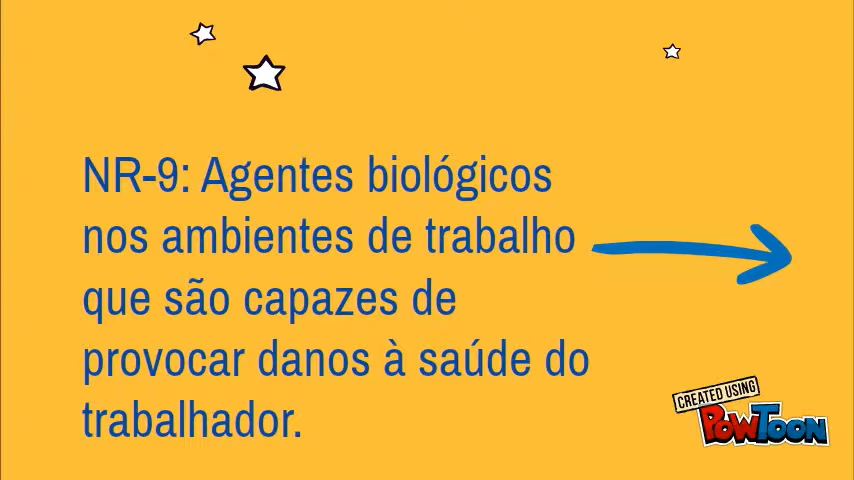 NR-9: Agentes biológicos
nos ambientes de trabalho
que são capazes de
provocar danos à saúde do
trabalhador.
CREATED USING
POWTOON